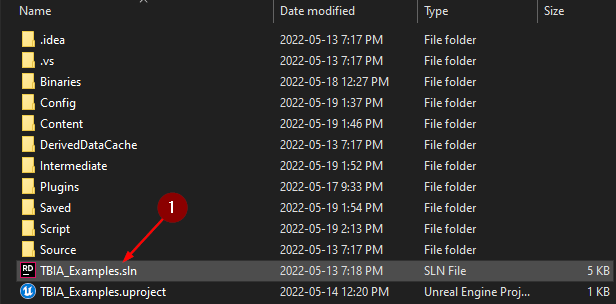 Name Date modified Type Size
.idea 2022-05-13 7:17 PM File folder
.vs 2022-05-13 7:17 PM File folder
Binaries 2022-05-18 12:27 PM File folder
Config 2022-05-19 1:37 PM File folder
Content 2022-05-19 1:46 PM File folder
DerivedDataCache 2022-05-13 7:17 PM File folder
Intermediate 2022-05-19 1:52 PM File folder
Plugins 2022-05-17 9:33 PM File folder
Saved 2022-05-19 1:54 PM File folder
1
Script 2022-05-19 2:13 PM File folder
Source 2022-05-13 7:17 PM File folder
RD TBIA_Examples.sln 2022-05-13 7:18 PM SLN File 5 KB
TBIA_Examples.uproject 2022-05-14 12:20 PM Unreal Engine Proj... 1 KB